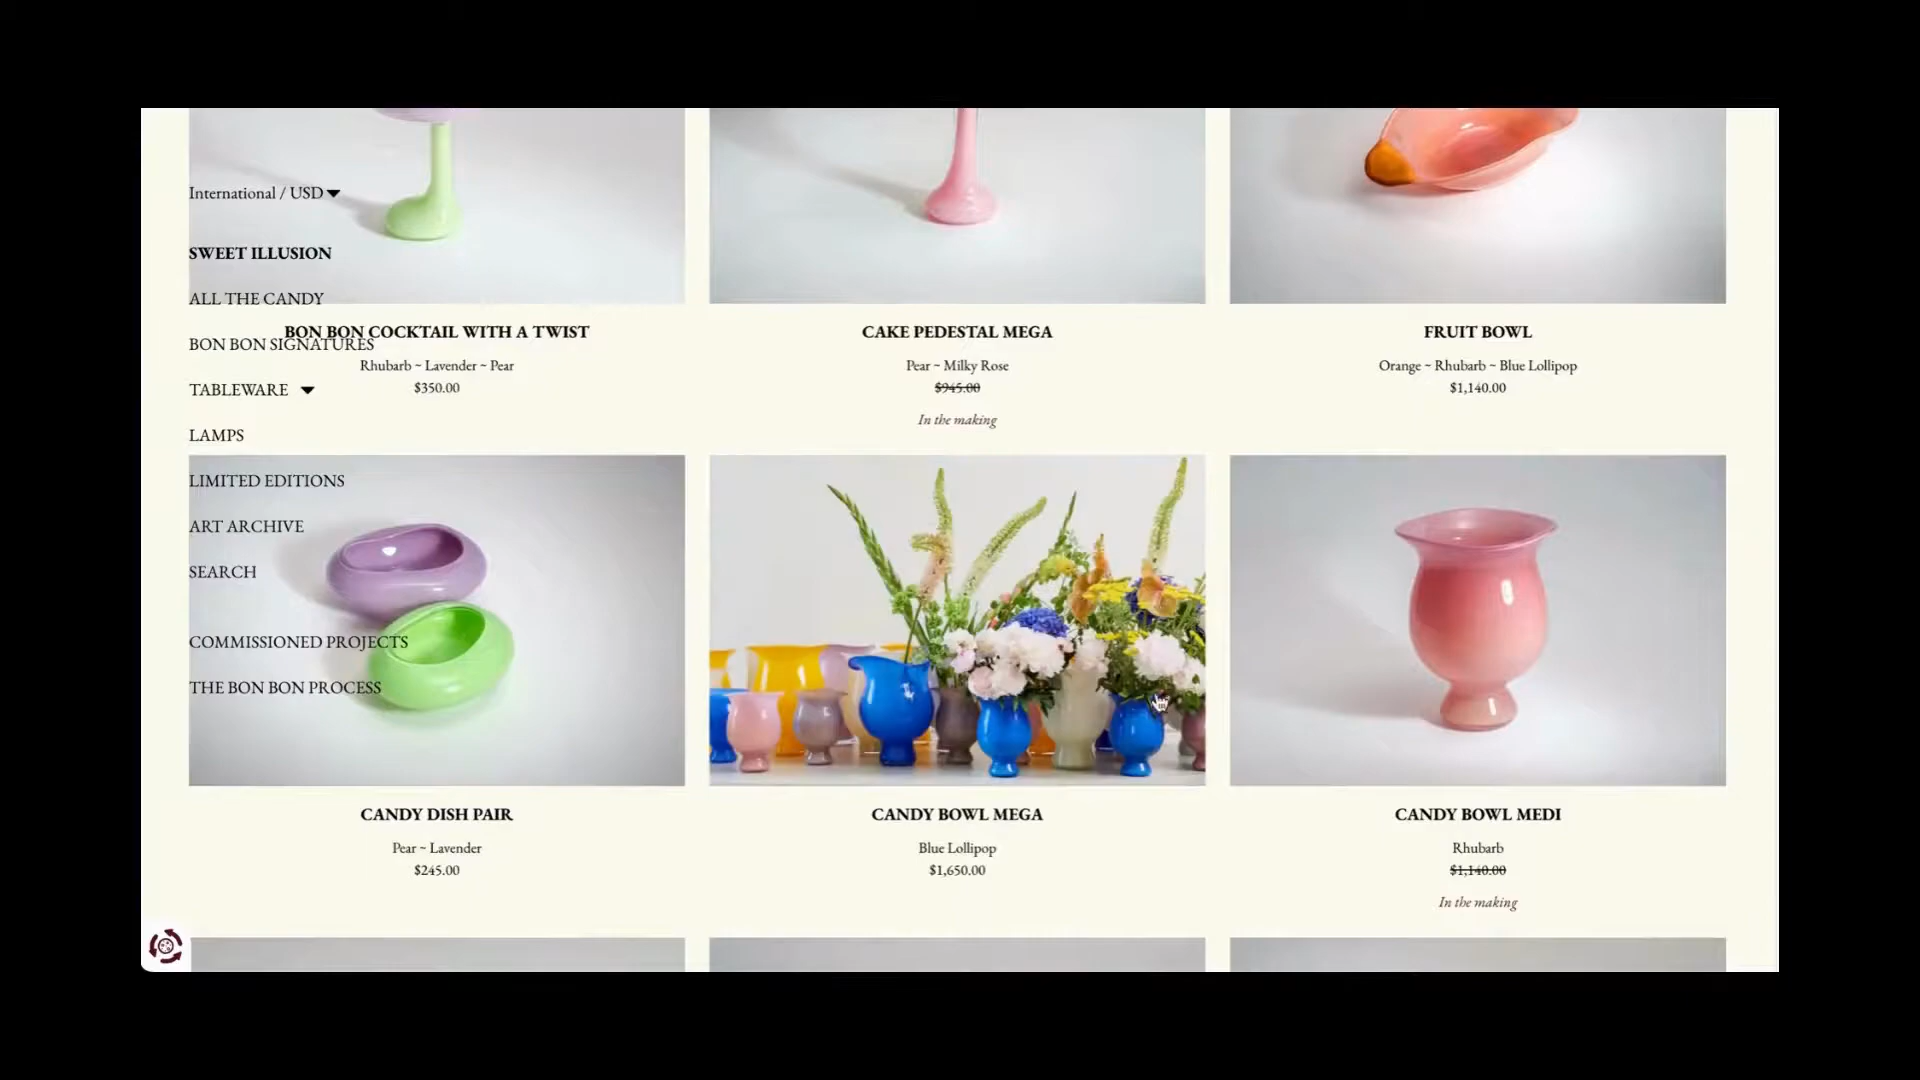 International / USD
SWEET ILLUSION
ALL THE CANDY
BON BON SIGNATURES
TABLEWARE
LAMPS
LIMITED EDITIONS
ART ARCHIVE
SEARCH
COMMISSIONED PROJECTS
THE BON BON PROCESS
BON BON COCKTAIL WITH A TWIST
Rhubarb ~ Lavender ~ Pear
$350.00
CAKE PEDESTAL MEGA
Pear ~ Milky Rose
$945.00
In the making
FRUIT BOWL
Orange ~ Rhubarb ~ Blue Lollipop
$1,140.00
CANDY DISH PAIR
Pear ~ Lavender
$245.00
CANDY BOWL MEGA
Blue Lollipop
$1,650.00
CANDY BOWL MEDI
Rhubarb
$1,140.00
In the making